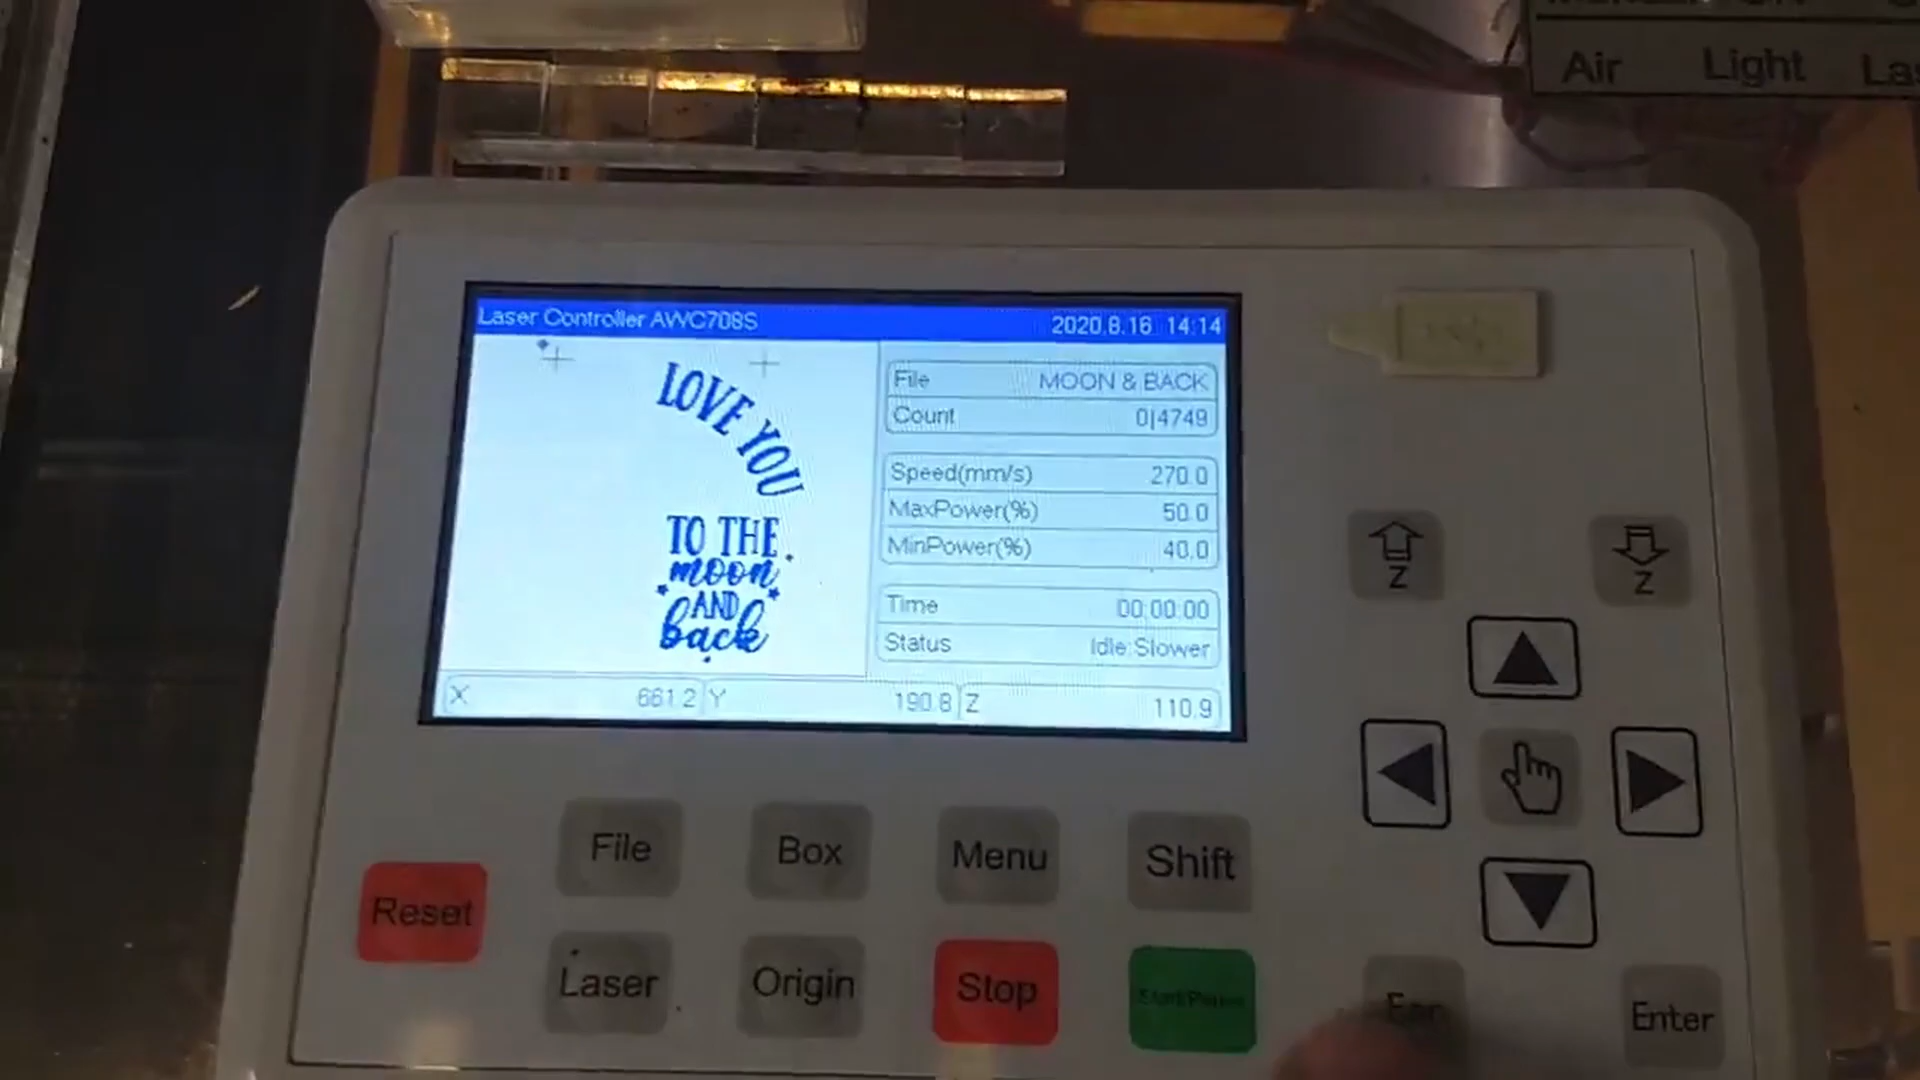 Air Light
Laser Controller AWC708S 2020.8.16 14:14
LOVE YOU
TO THE
moon
AND
back
File MOON & BACK
Count 0|4749
Speed(mm/s) 270.0
MaxPower(%) 50.0
MinPower(%) 40.0
Time 00:00:00
Status Idle:Slower
X 661.2 Y 190.8 Z 110.9
Z Z
File Box Menu Shift
Reset
Laser Origin Stop Start/Pause Enter